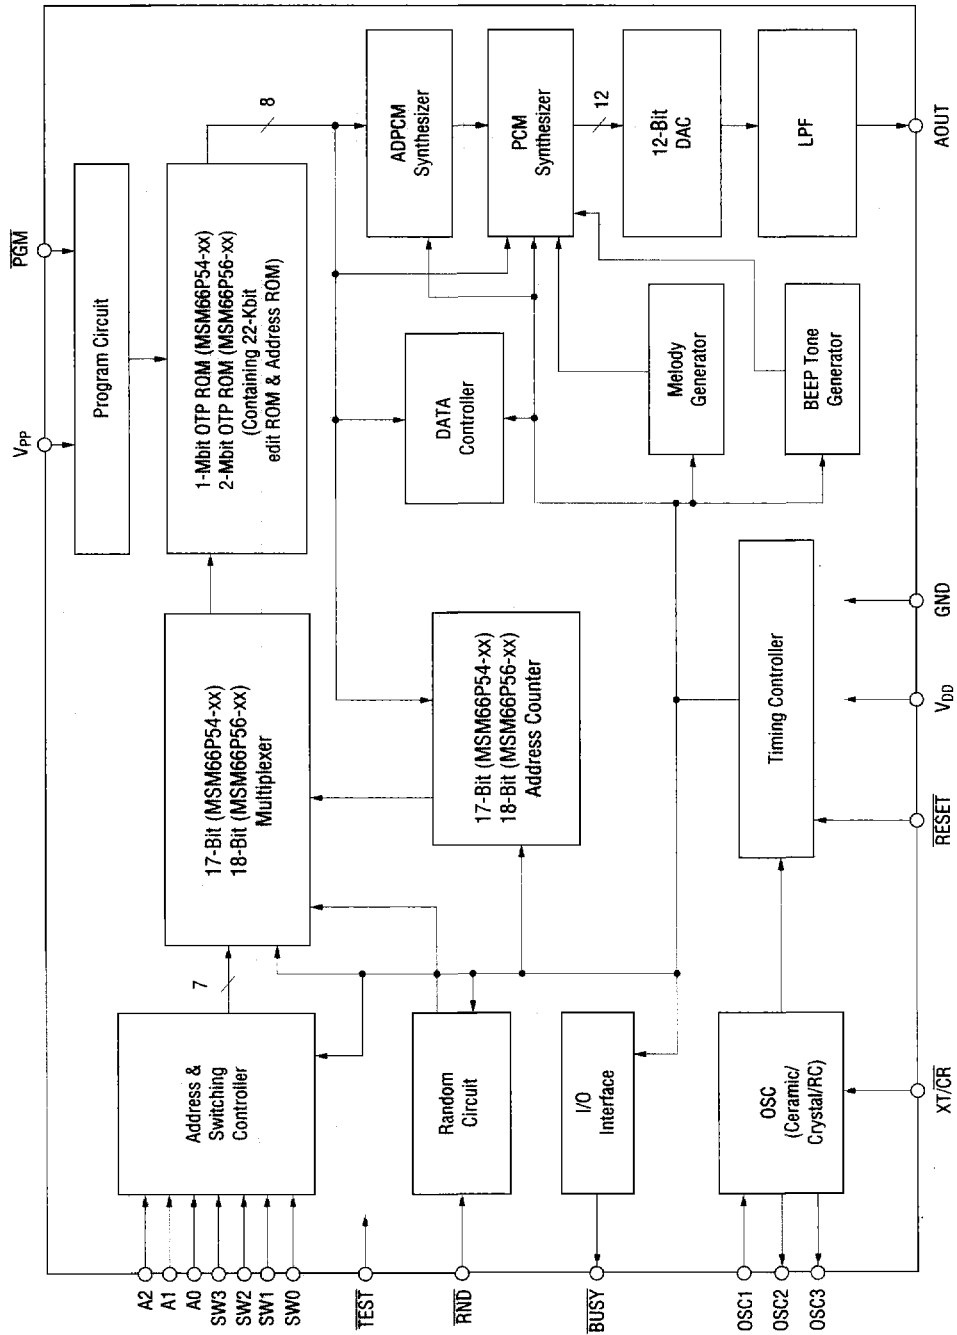 A2
A1
A0
SW3
SW2
SW1
SW0
TEST
RND
BUSY
OSC1
OSC2
OSC3
Address &
Switching
Controller
7
Random
Circuit
I/O
Interface
OSC
(Ceramic/
Crystal/RC)
17-Bit (MSM66P54-xx)
18-Bit (MSM66P56-xx)
Multiplexer
17-Bit (MSM66P54-xx)
18-Bit (MSM66P56-xx)
Address Counter
Timing Controller
VPP
PGM
Program Circuit
1-Mbit OTP ROM (MSM66P54-xx)
2-Mbit OTP ROM (MSM66P56-xx)
(Containing 22-Kbit
edit ROM & Address ROM)
8
DATA
Controller
Melody
Generator
BEEP Tone
Generator
ADPCM
Synthesizer
PCM
Synthesizer
12
12-Bit
DAC
LPF
XT/CR
RESET
VDD
GND
AOUT